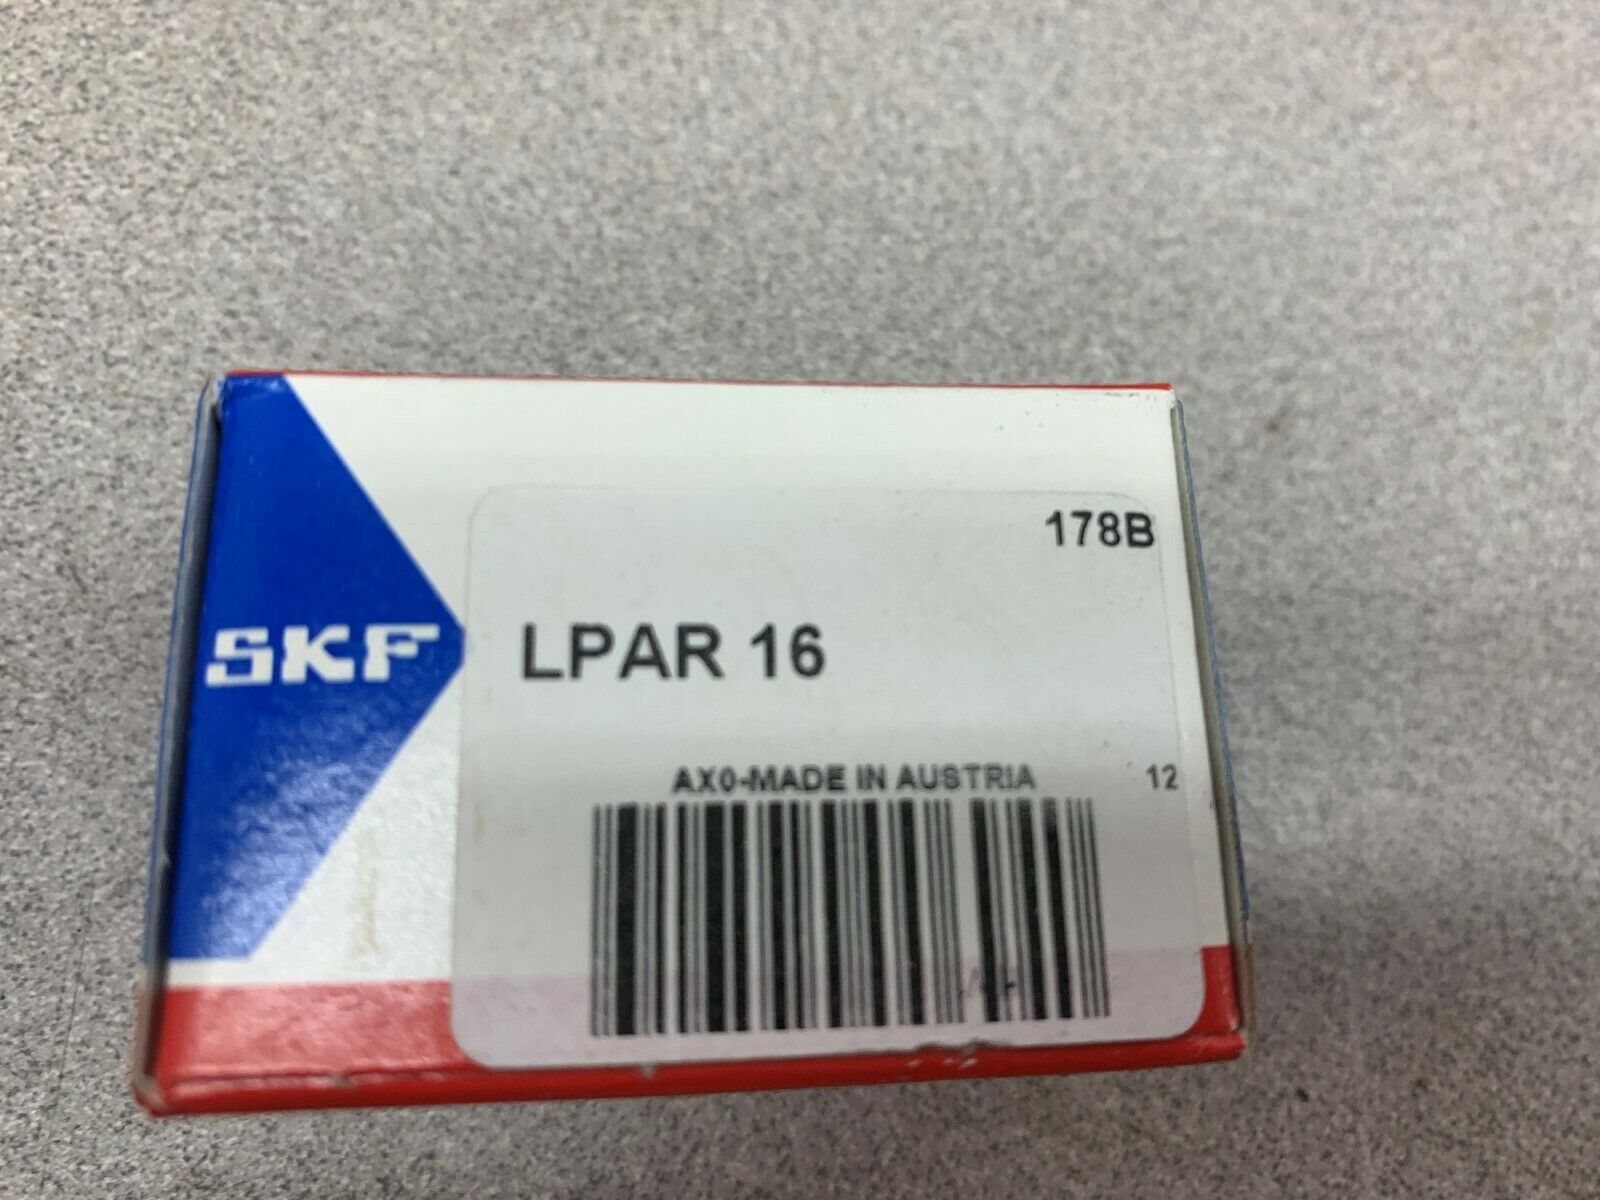 178B
SKF
LPAR 16
AX0-MADE IN AUSTRIA 12